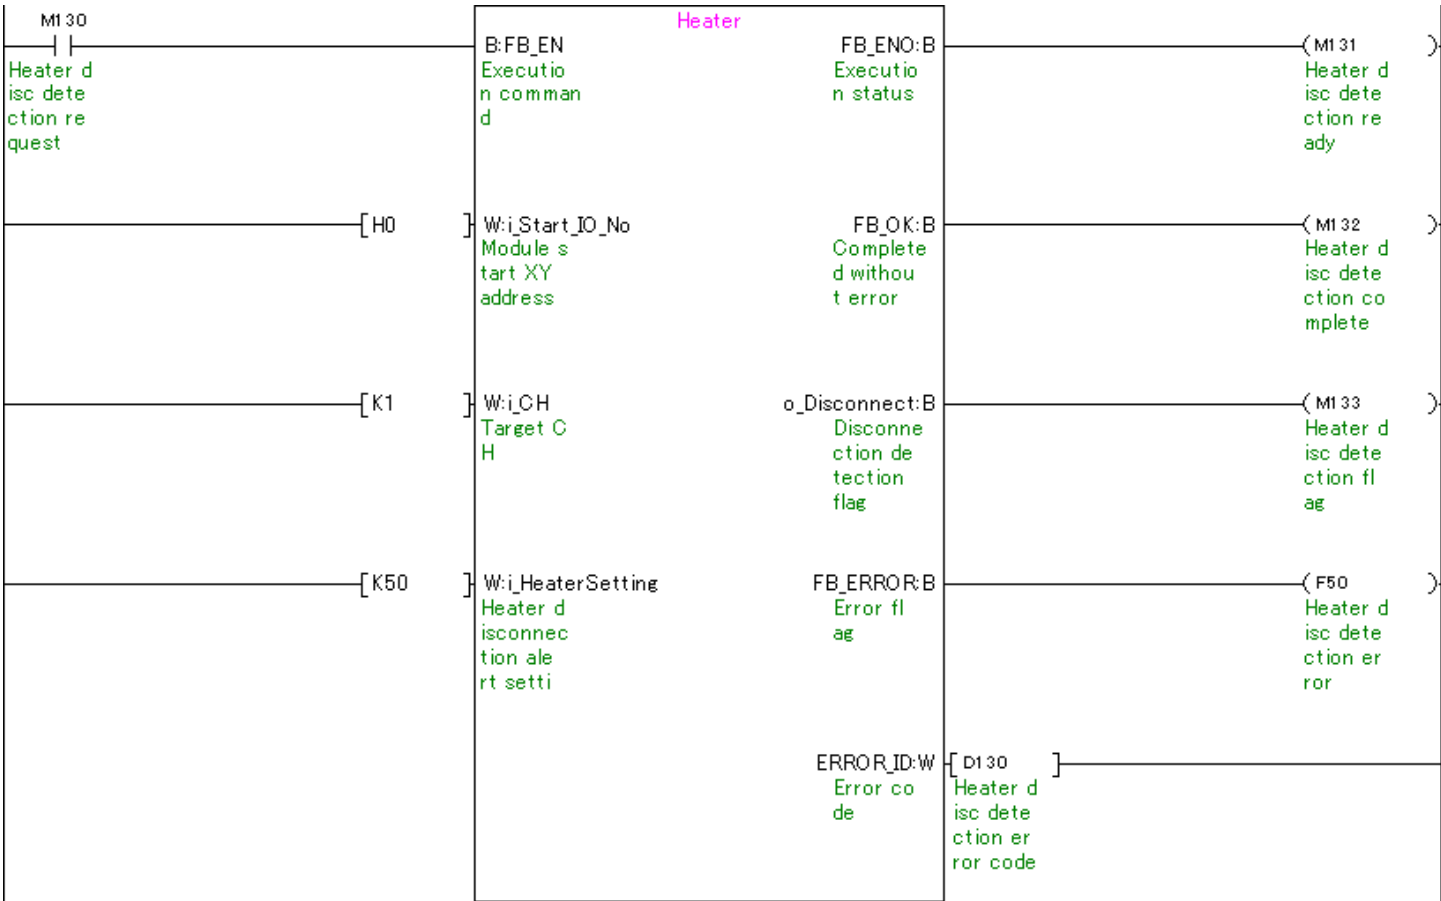 Heater
M130
B:FB_EN
FB_ENO:B
M131
Heater d
isc dete
ction re
quest
Executio
n comman
d
Executio
n status
Heater d
isc dete
ction re
ady
H0
W:i_Start_IO_No
FB_OK:B
M132
Module s
tart XY
address
Complete
d withou
t error
Heater d
isc dete
ction co
mplete
K1
W:i_CH
o_Disconnect:B
M133
Target C
H
Disconne
ction de
tection
flag
Heater d
isc dete
ction fl
ag
K50
W:i_HeaterSetting
FB_ERROR:B
F50
Heater d
isconnec
tion ale
rt setti
Error fl
ag
Heater d
isc dete
ction er
ror
ERROR_ID:W
D130
Error co
de
Heater d
isc dete
ction er
ror code